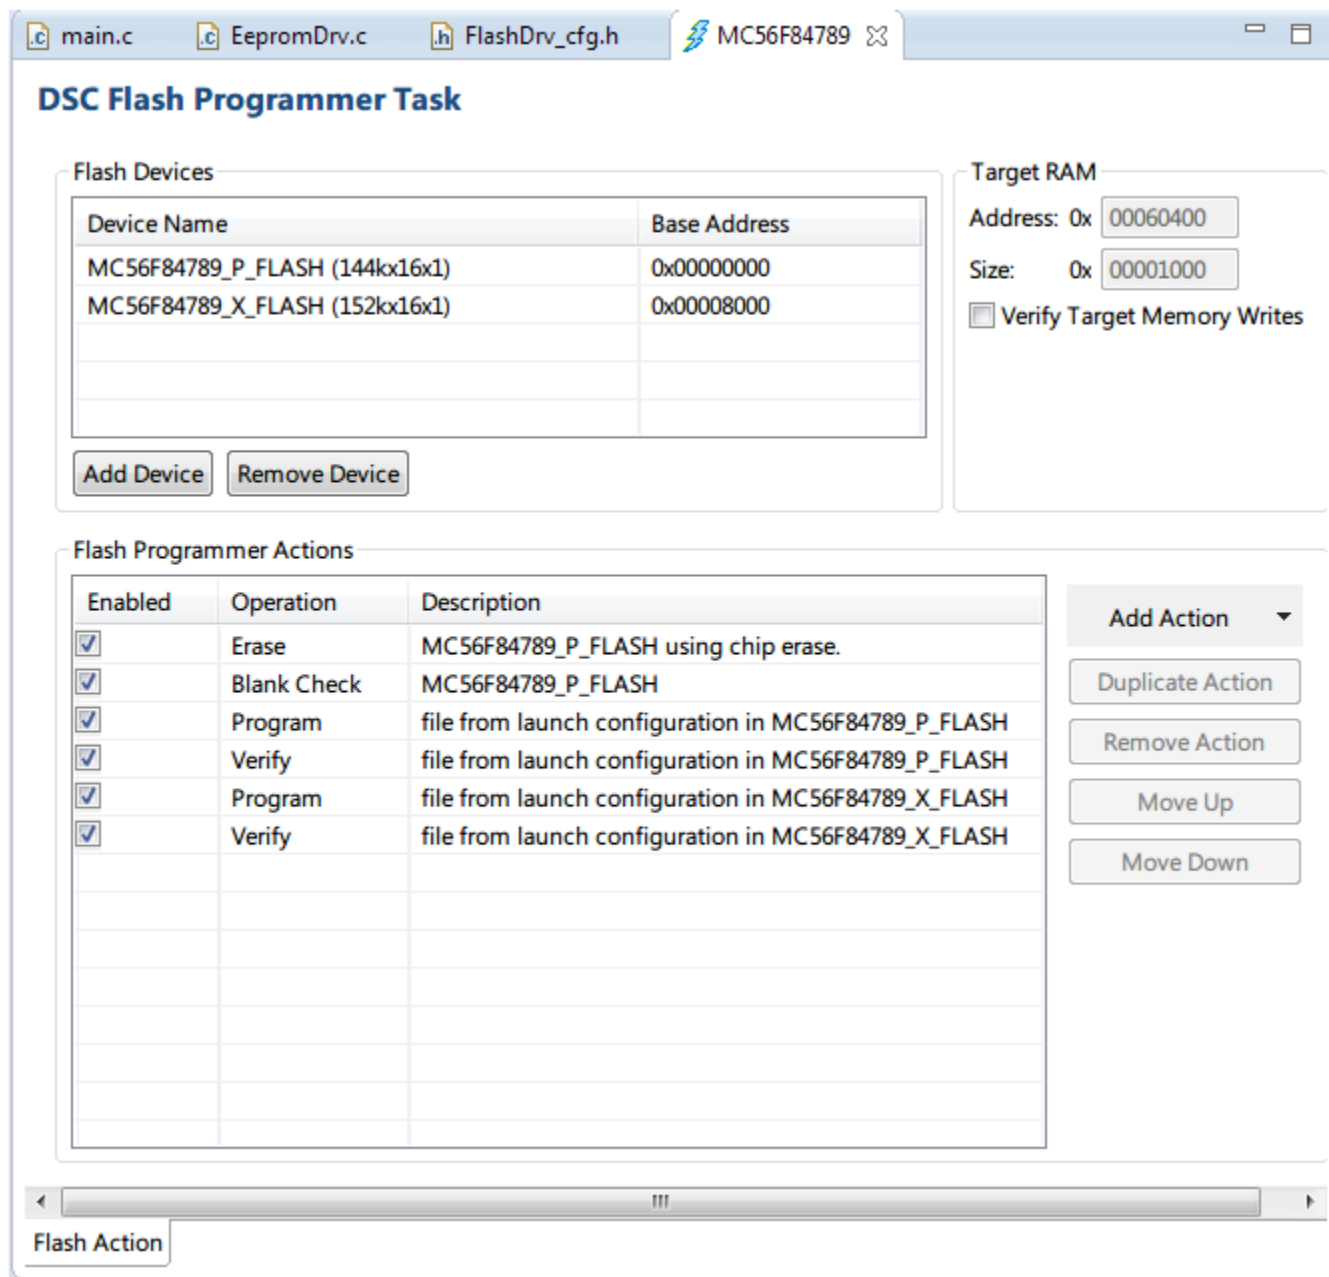 main.c EepromDrv.c FlashDrv_cfg.h MC56F84789
DSC Flash Programmer Task
Flash Devices
Device Name Base Address
MC56F84789_P_FLASH (144kx16x1) 0x00000000
MC56F84789_X_FLASH (152kx16x1) 0x00008000
Add Device Remove Device
Target RAM
Address: 0x 00060400
Size: 0x 00001000
Verify Target Memory Writes
Flash Programmer Actions
Enabled Operation Description
Erase MC56F84789_P_FLASH using chip erase.
Blank Check MC56F84789_P_FLASH
Program file from launch configuration in MC56F84789_P_FLASH
Verify file from launch configuration in MC56F84789_P_FLASH
Program file from launch configuration in MC56F84789_X_FLASH
Verify file from launch configuration in MC56F84789_X_FLASH
Add Action
Duplicate Action
Remove Action
Move Up
Move Down
Flash Action